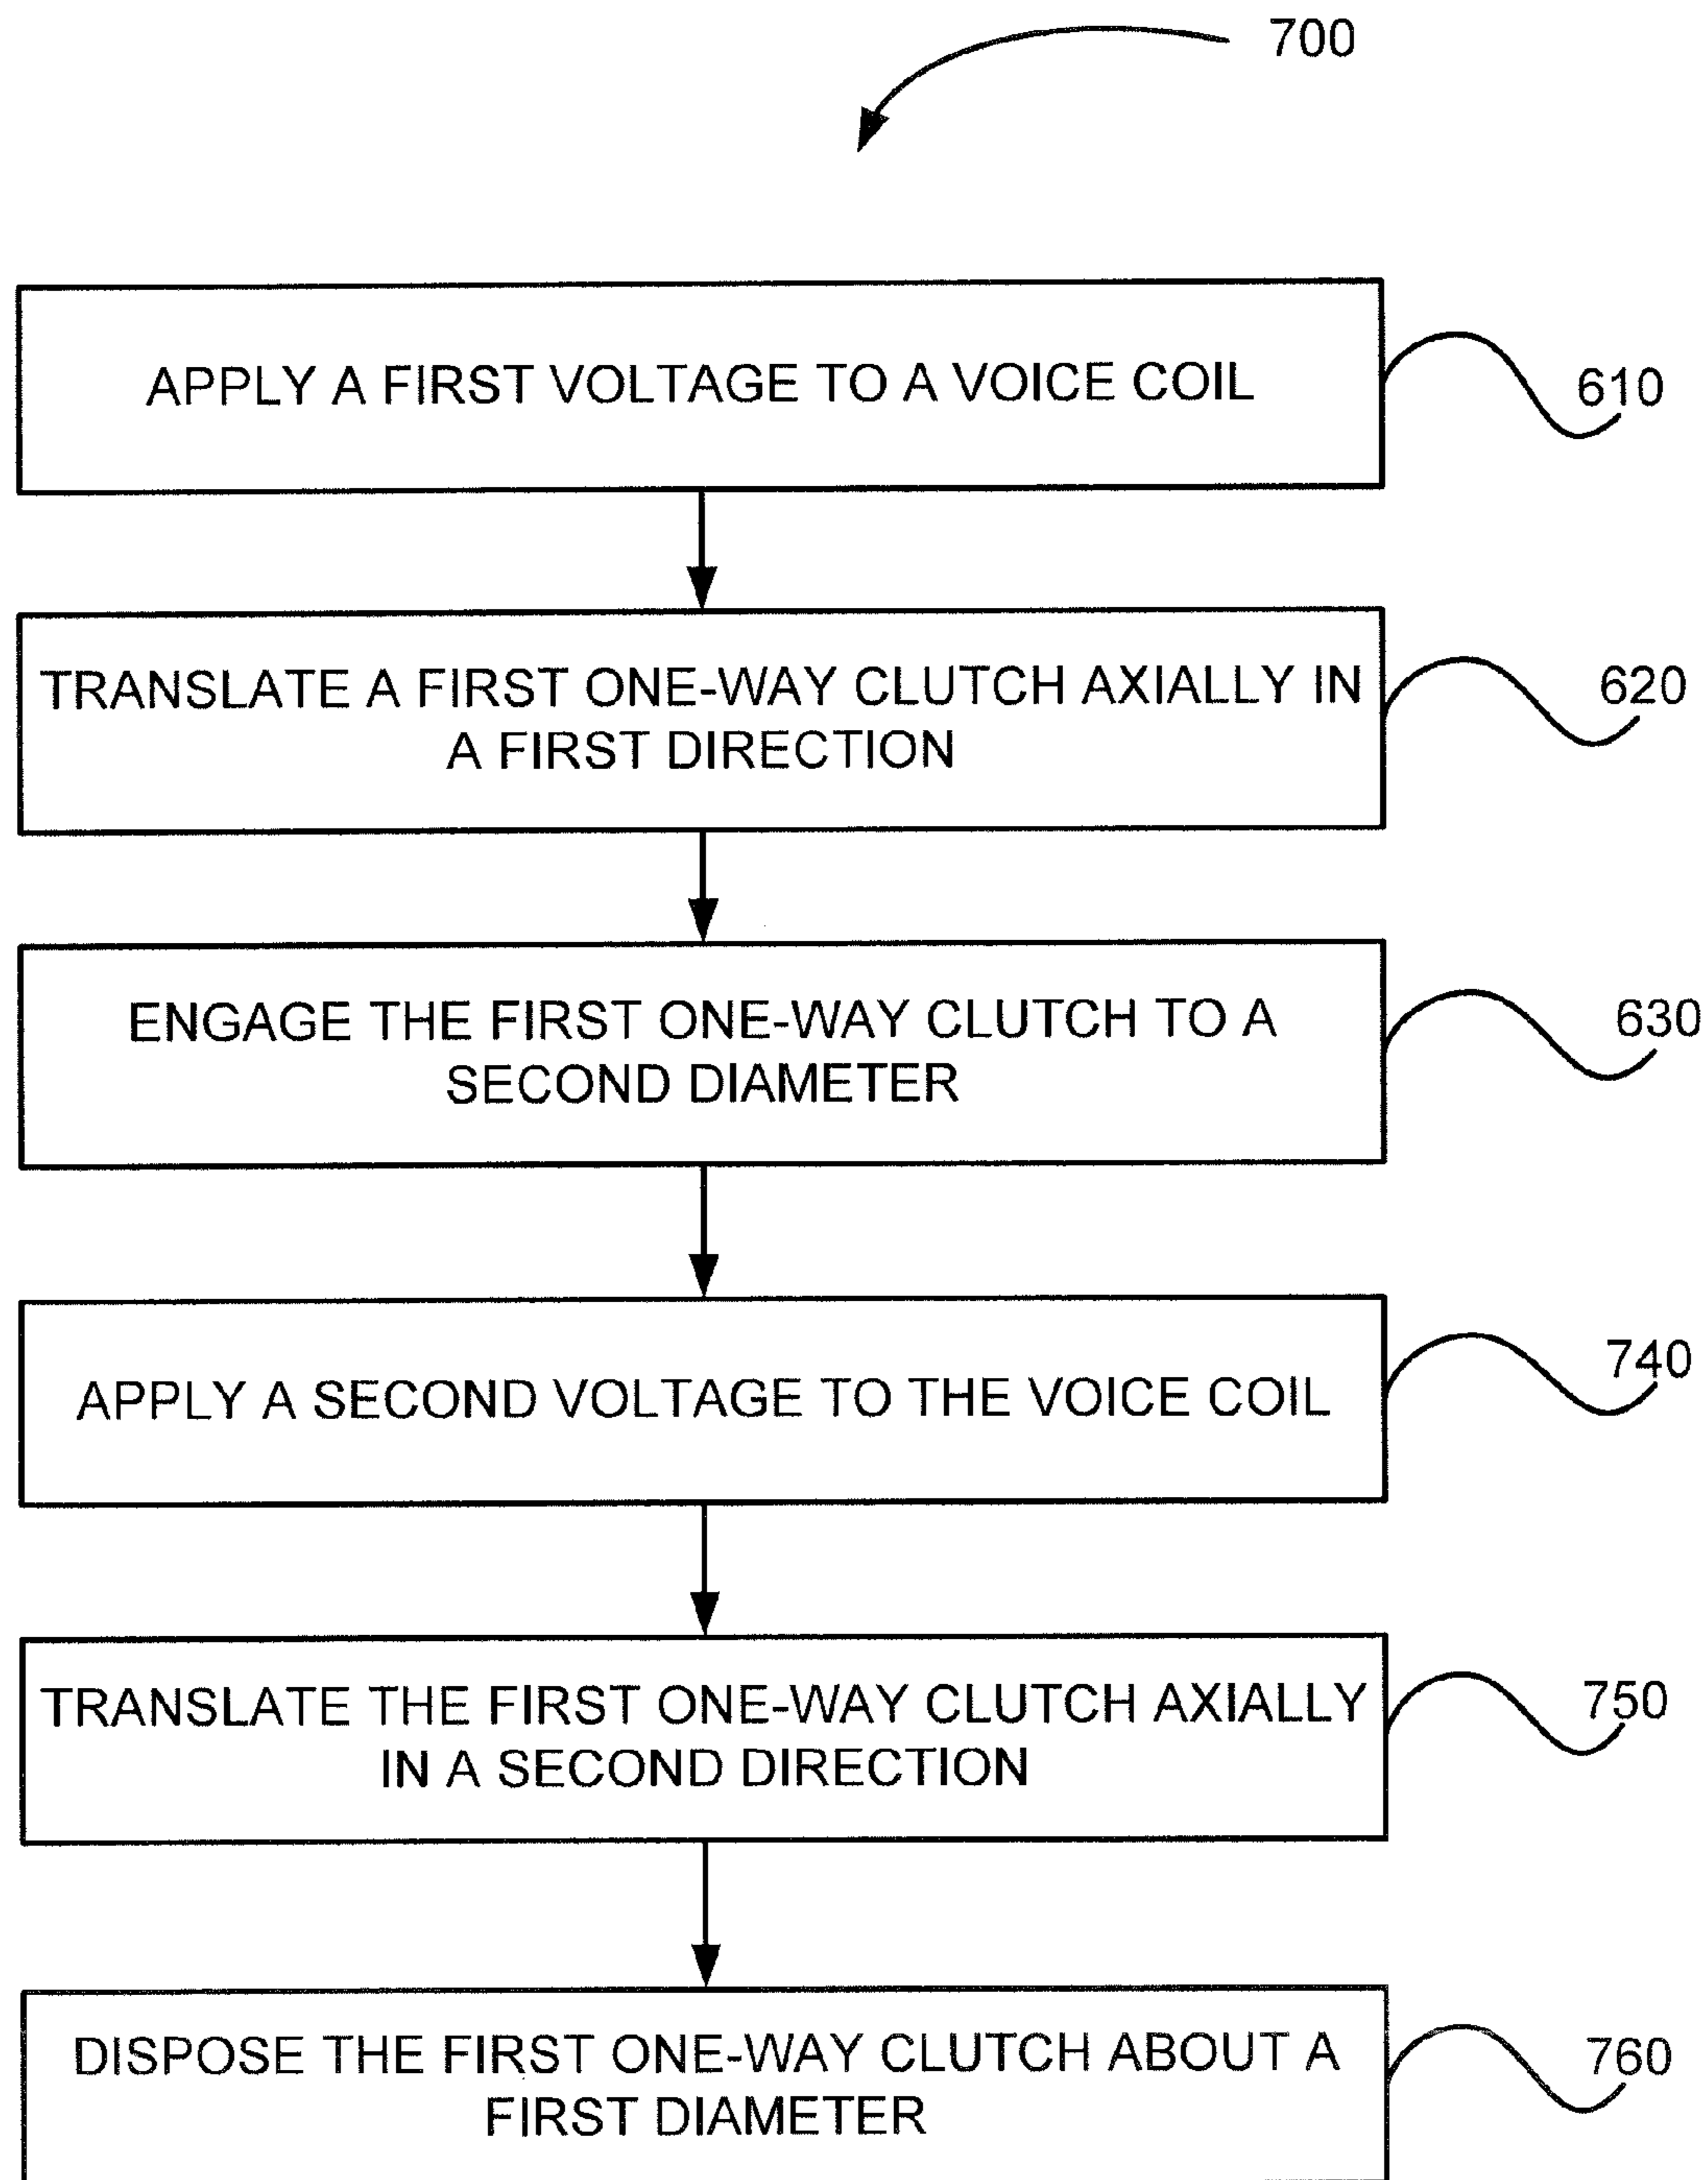 700
APPLY A FIRST VOLTAGE TO A VOICE COIL
610
TRANSLATE A FIRST ONE-WAY CLUTCH AXIALLY IN
A FIRST DIRECTION
620
ENGAGE THE FIRST ONE-WAY CLUTCH TO A
SECOND DIAMETER
630
APPLY A SECOND VOLTAGE TO THE VOICE COIL
740
TRANSLATE THE FIRST ONE-WAY CLUTCH AXIALLY
IN A SECOND DIRECTION
750
DISPOSE THE FIRST ONE-WAY CLUTCH ABOUT A
FIRST DIAMETER
760